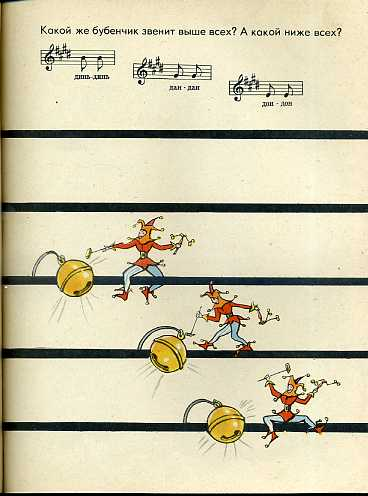 Какой же бубенчик звенит выше всех? А какой ниже всех?
динь-динь
дан - дан
дон - дон